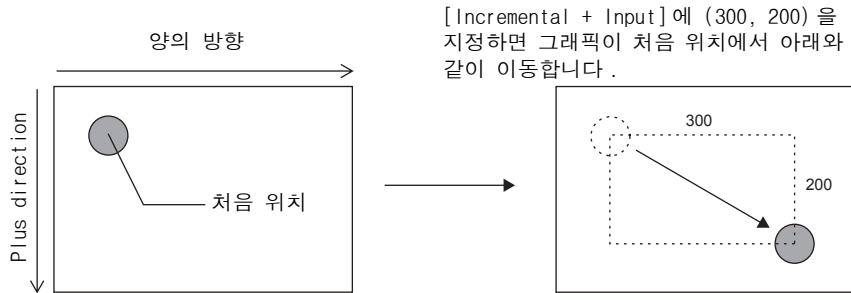 [Incremental + Input]에 (300, 200)을
지정하면 그래픽이 처음 위치에서 아래와
같이 이동합니다.
양의 방향
Plus direction
처음 위치
300
200